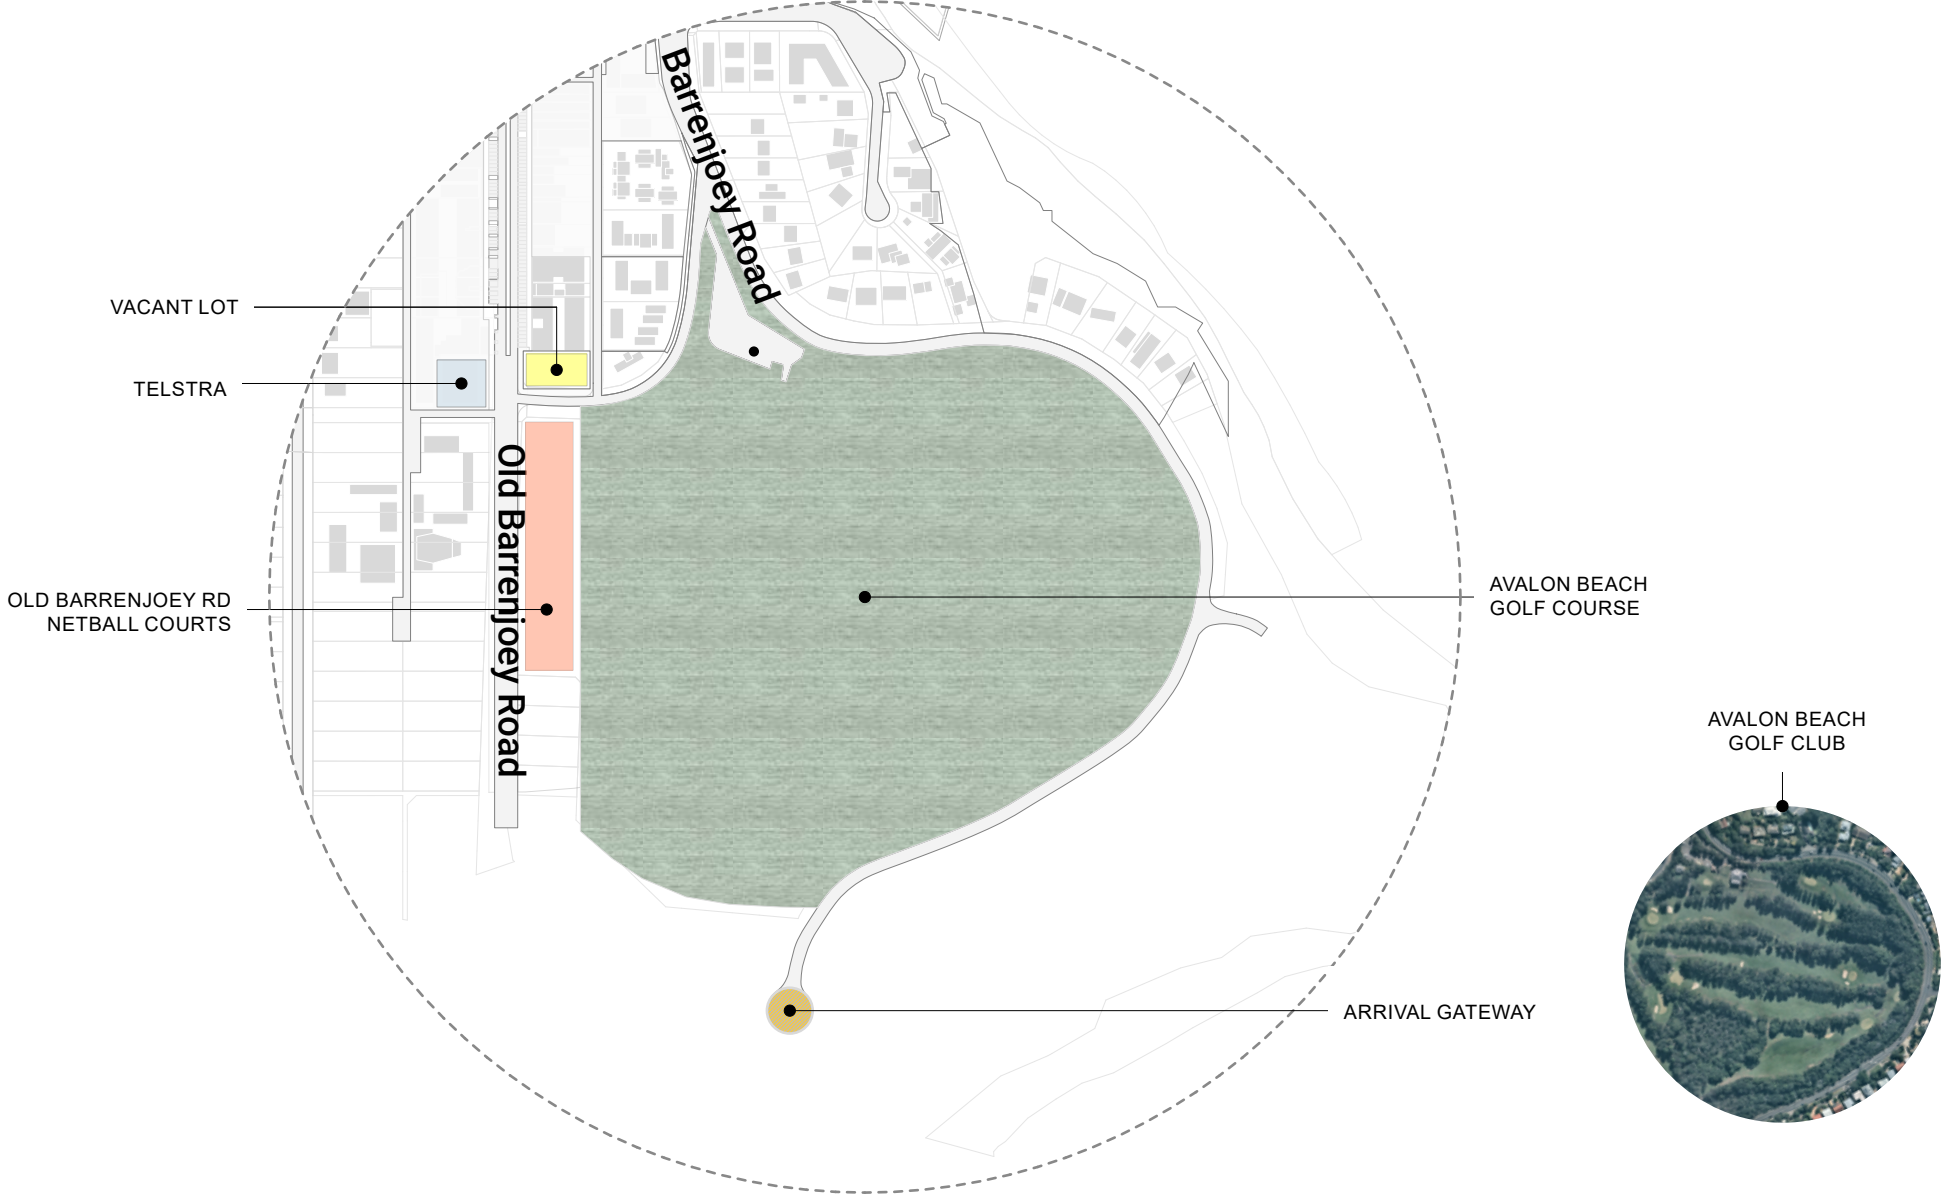 Barrenjoey Road
VACANT LOT
TELSTRA
Old Barrenjoey Road
OLD BARRENJOEY RD
NETBALL COURTS
AVALON BEACH
GOLF COURSE
AVALON BEACH
GOLF CLUB
ARRIVAL GATEWAY